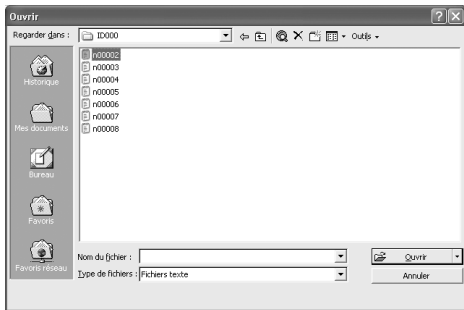 Ouvrir
Regarder dans : ID000 Outils
n00002
n00003
n00004
n00005
n00006
n00007
n00008
Historique
Mes documents
Bureau
Favoris
Favoris réseau
Nom du fichier : Ouvrir
Type de fichiers : Fichiers texte Annuler